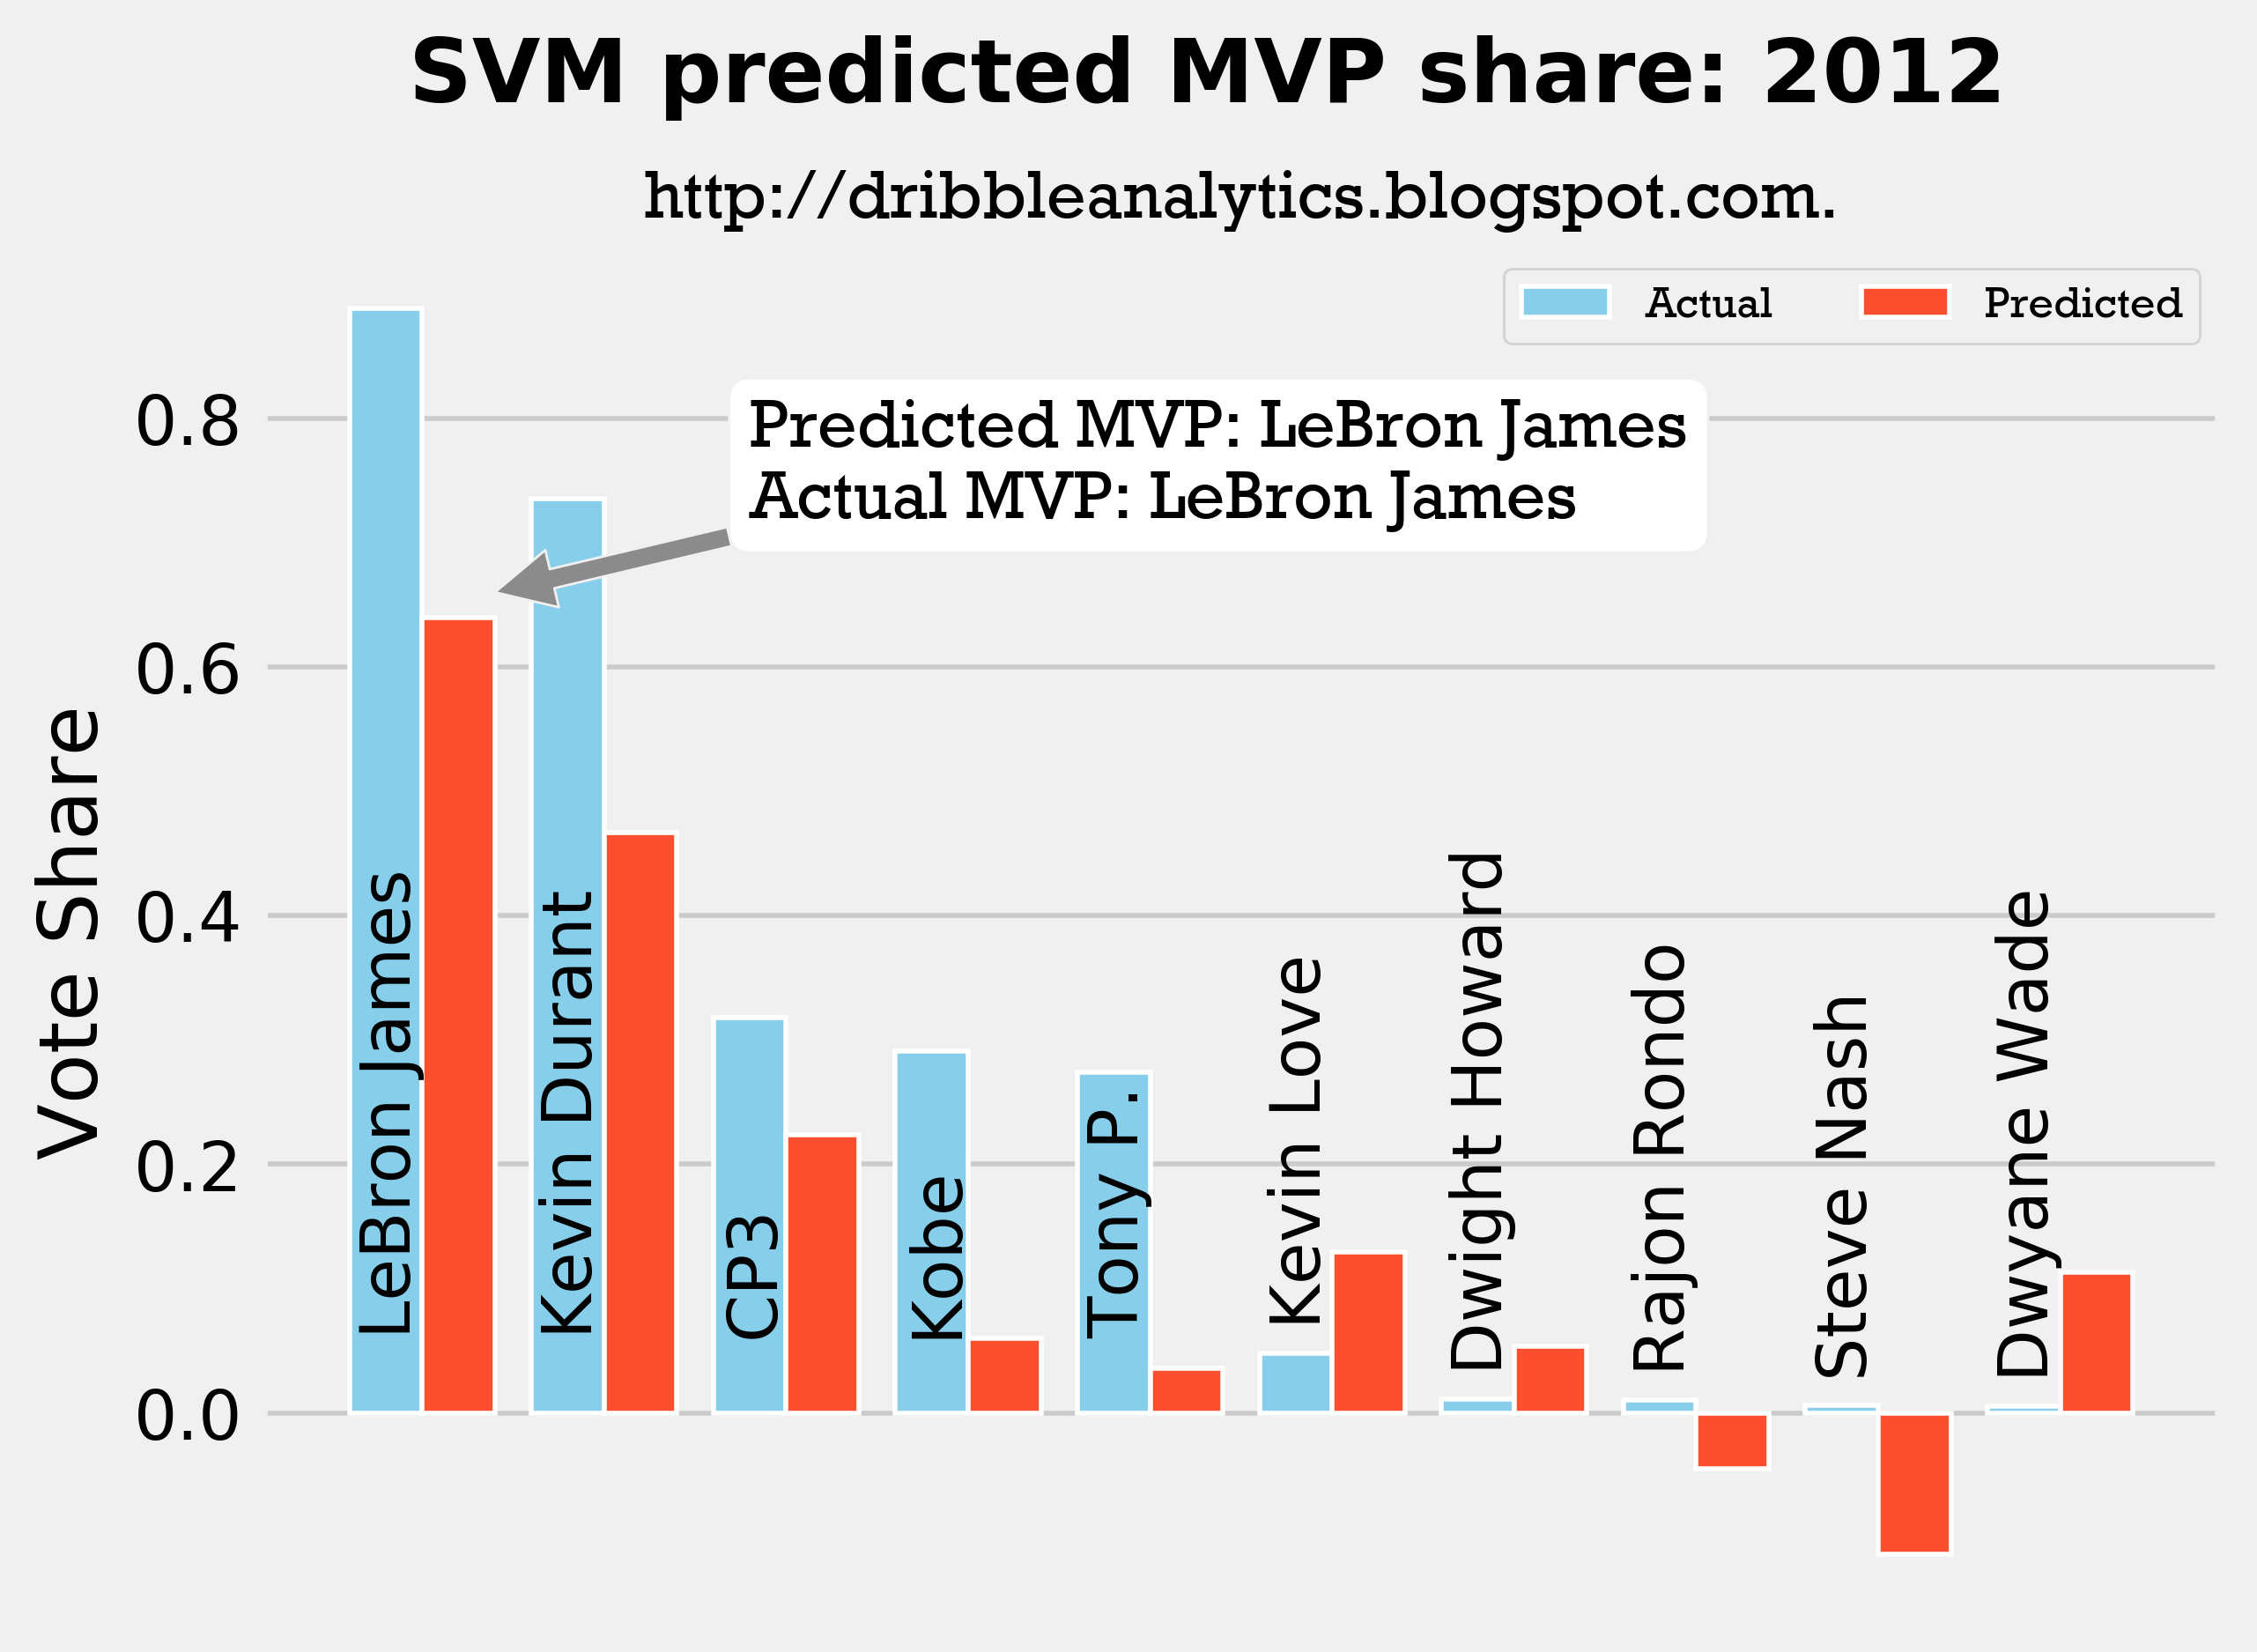 SVM predicted MVP share: 2012
http://dribbleanalytics.blogspot.com.
Actual
Predicted
Predicted MVP: LeBron James
Actual MVP: LeBron James
Vote Share
0.8
0.6
0.4
0.2
0.0
LeBron James
Kevin Durant
CP3
Kobe
Tony P.
Kevin Love
Dwight Howard
Rajon Rondo
Steve Nash
Dwyane Wade